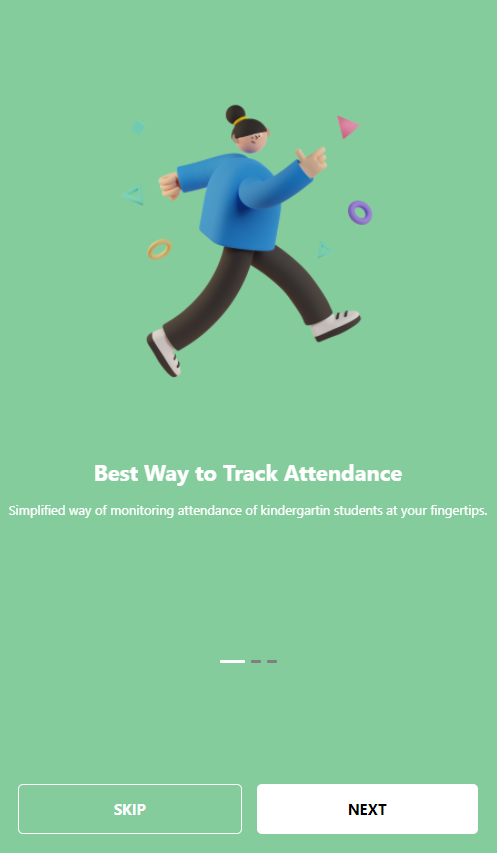 Best Way to Track Attendance
Simplified way of monitoring attendance of kindergartin students at your fingertips.
SKIP
NEXT